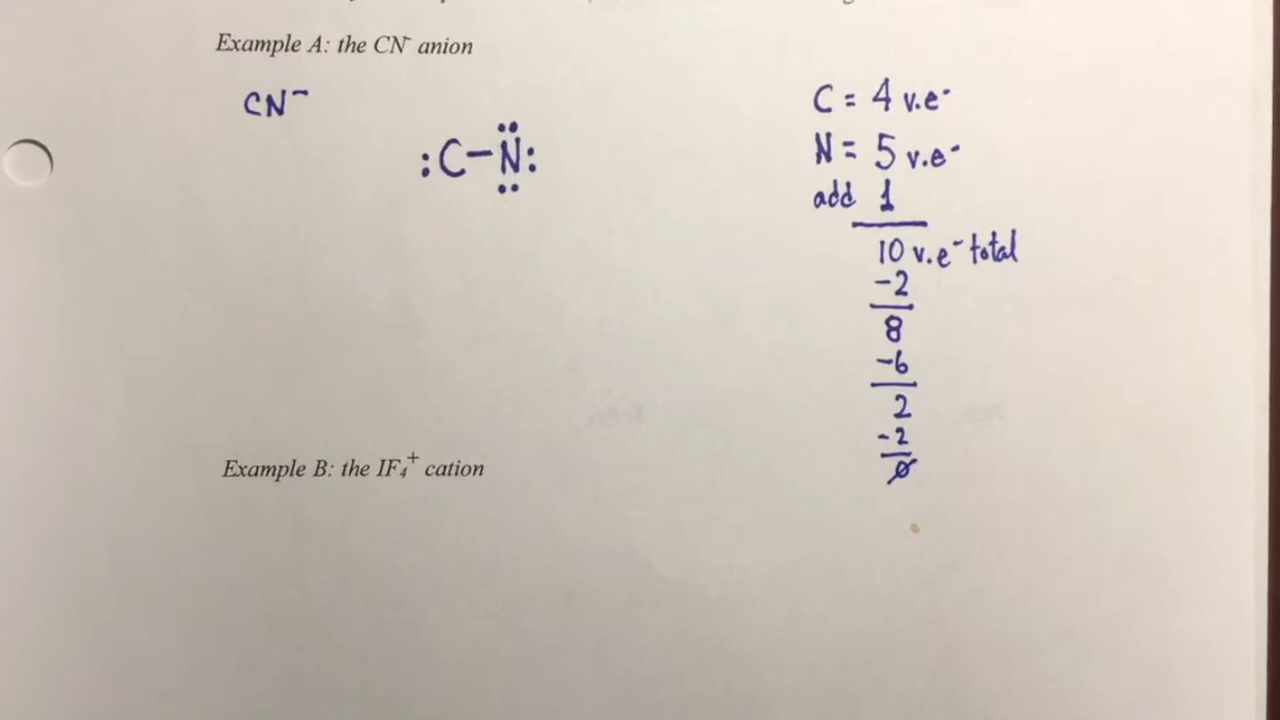 Example A: the CN⁻ anion
CN⁻
:C–N̈:
C = 4 v.e⁻
N = 5 v.e⁻
add 1
10 v.e⁻ total
-2
8
-6
2
-2
0
Example B: the IF₄⁺ cation